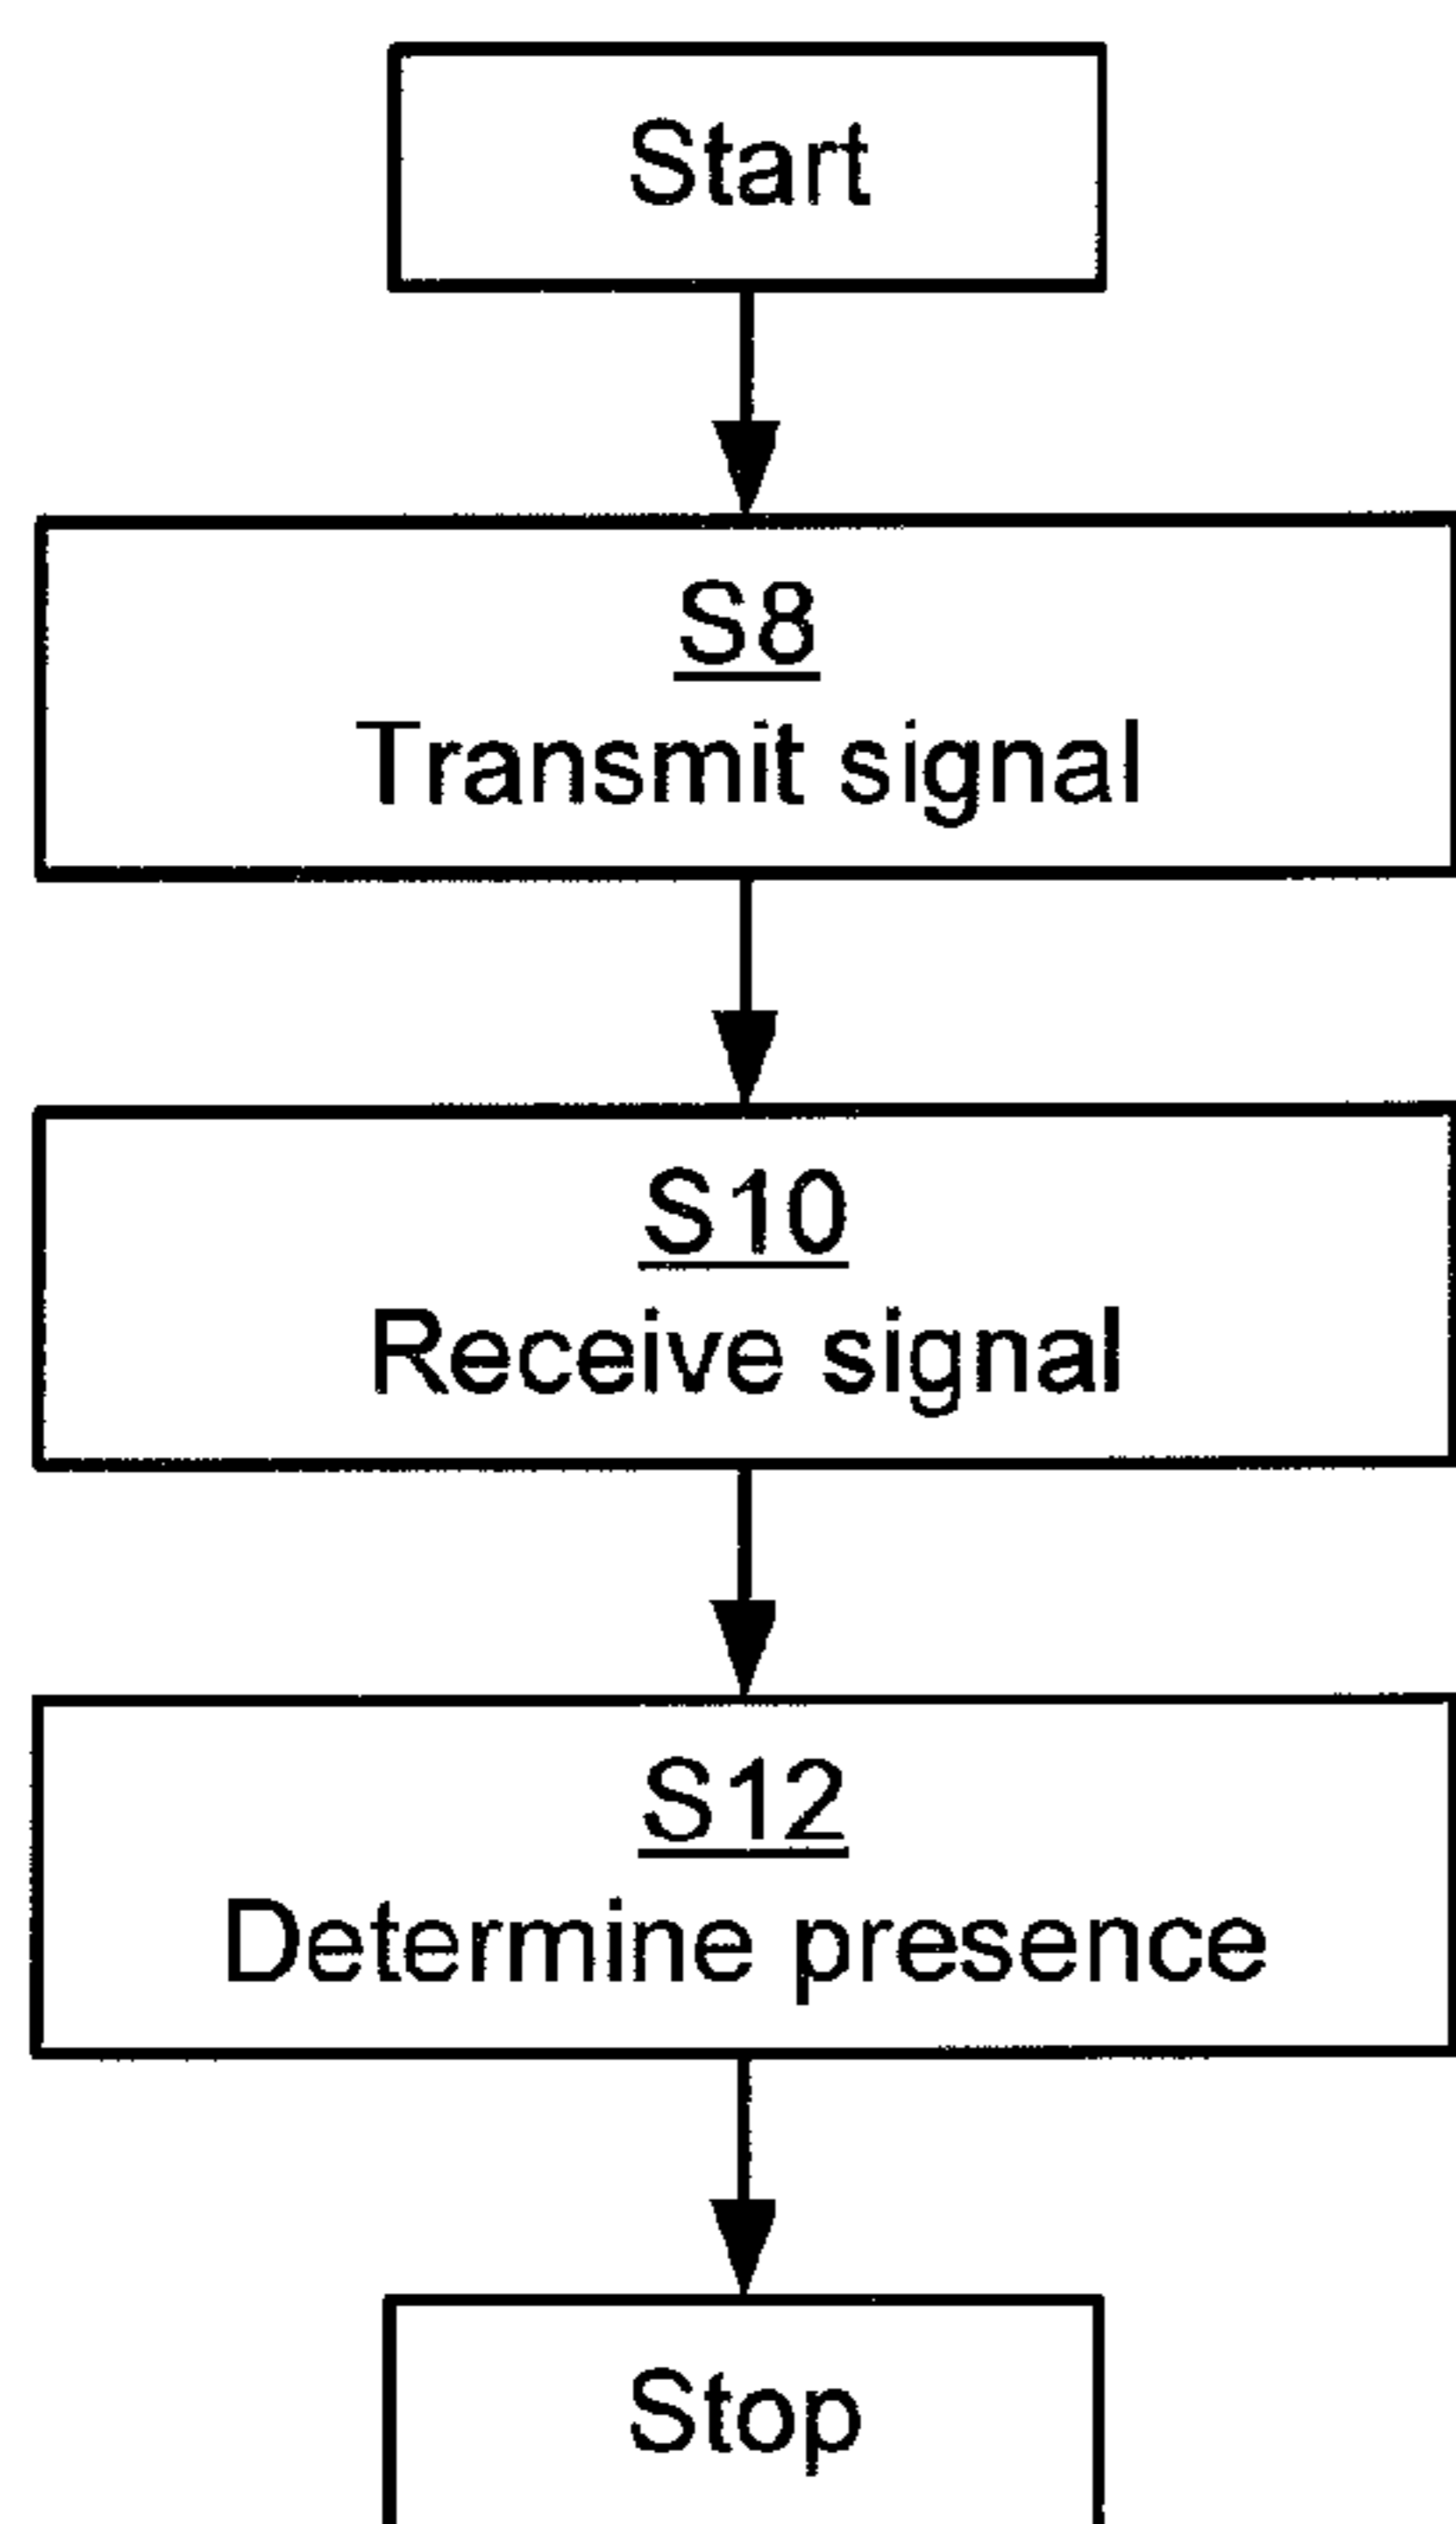 Start
S8
Transmit signal
S10
Receive signal
S12
Determine presence
Stop